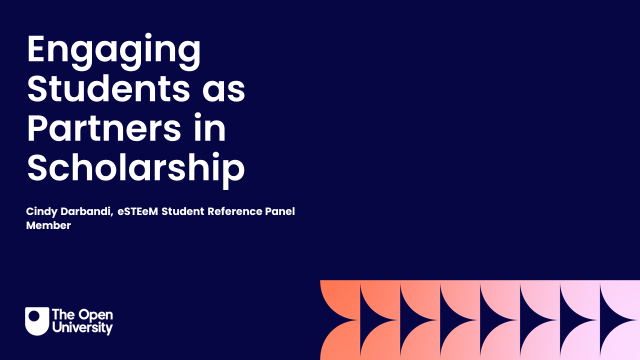 Engaging
Students as
Partners in
Scholarship
Cindy Darbandi, eSTEeM Student Reference Panel
Member
The Open
University